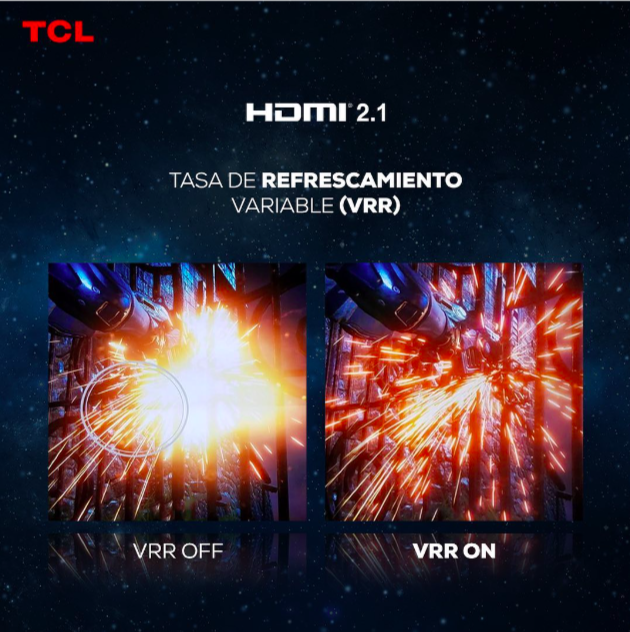 TCL
HDMI® 2.1
TASA DE REFRESCAMIENTO
VARIABLE (VRR)
VRR OFF
VRR ON